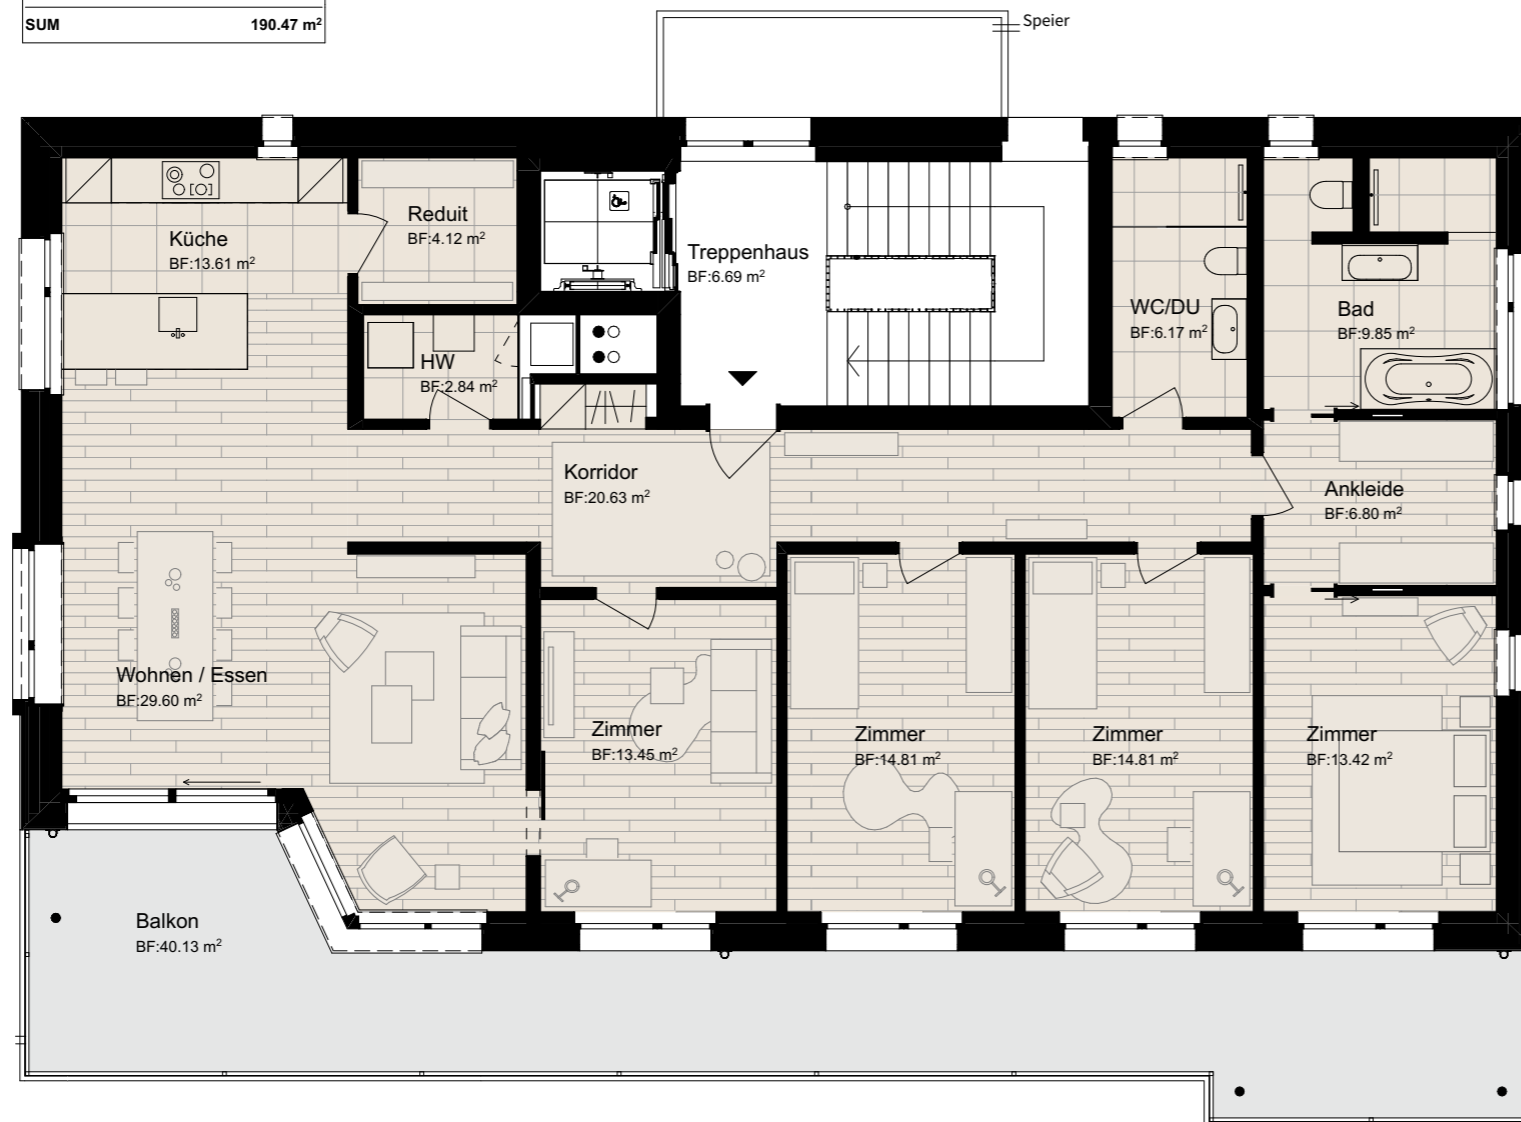 SUM 190.47 m²
Speier
Küche
BF:13.61 m²
Reduit
BF:4.12 m²
Treppenhaus
BF:6.69 m²
HW
BF:2.84 m²
WC/DU
BF:6.17 m²
Bad
BF:9.85 m²
Korridor
BF:20.63 m²
Ankleide
BF:6.80 m²
Wohnen / Essen
BF:29.60 m²
Zimmer
BF:13.45 m²
Zimmer
BF:14.81 m²
Zimmer
BF:14.81 m²
Zimmer
BF:13.42 m²
Balkon
BF:40.13 m²